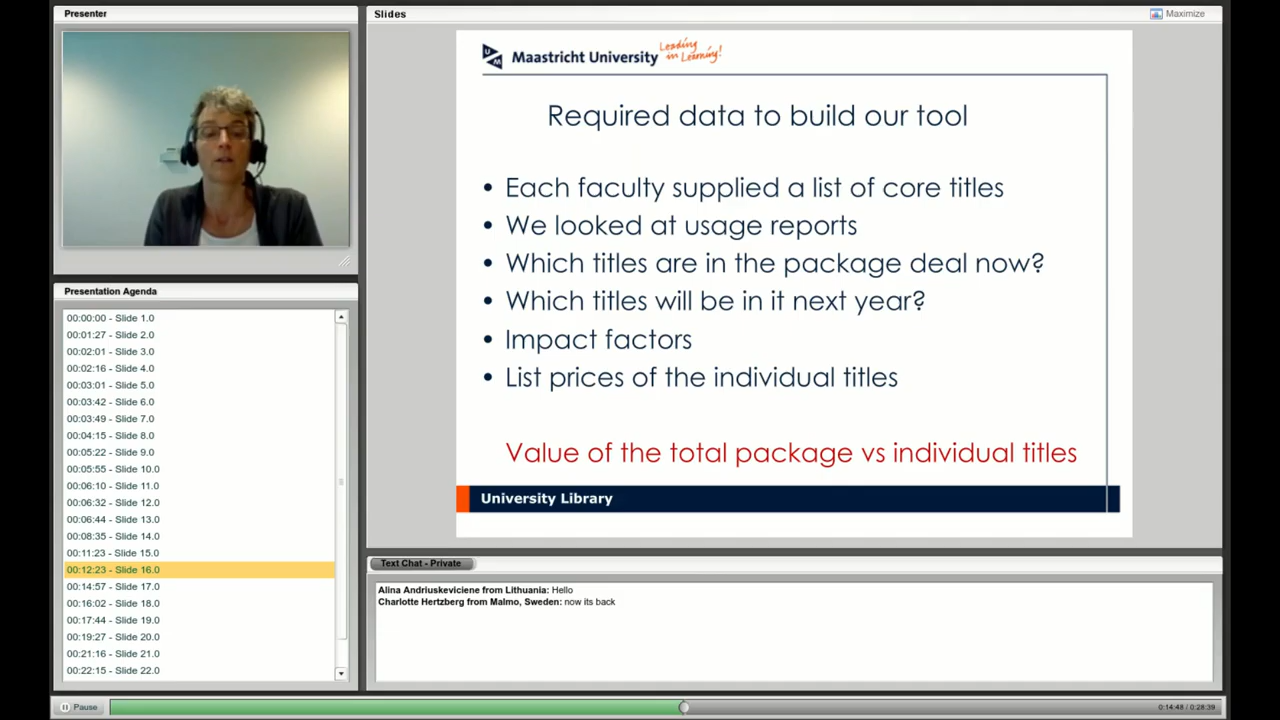 Presenter
Slides
Maximize
UM
Maastricht University
Leading
in Learning!
Required data to build our tool
• Each faculty supplied a list of core titles
• We looked at usage reports
• Which titles are in the package deal now?
• Which titles will be in it next year?
• Impact factors
• List prices of the individual titles
Value of the total package vs individual titles
University Library
Presentation Agenda
00:00:00 - Slide 1.0
00:01:27 - Slide 2.0
00:02:01 - Slide 3.0
00:02:16 - Slide 4.0
00:03:01 - Slide 5.0
00:03:42 - Slide 6.0
00:03:49 - Slide 7.0
00:04:15 - Slide 8.0
00:05:22 - Slide 9.0
00:05:55 - Slide 10.0
00:06:10 - Slide 11.0
00:06:32 - Slide 12.0
00:06:44 - Slide 13.0
00:08:35 - Slide 14.0
00:11:23 - Slide 15.0
00:12:23 - Slide 16.0
00:14:57 - Slide 17.0
00:16:02 - Slide 18.0
00:17:44 - Slide 19.0
00:19:27 - Slide 20.0
00:21:16 - Slide 21.0
00:22:15 - Slide 22.0
Text Chat - Private
Alina Andriuskeviciene from Lithuania: Hello
Charlotte Hertzberg from Malmo, Sweden: now its back
Pause
0:14:48 / 0:28:39